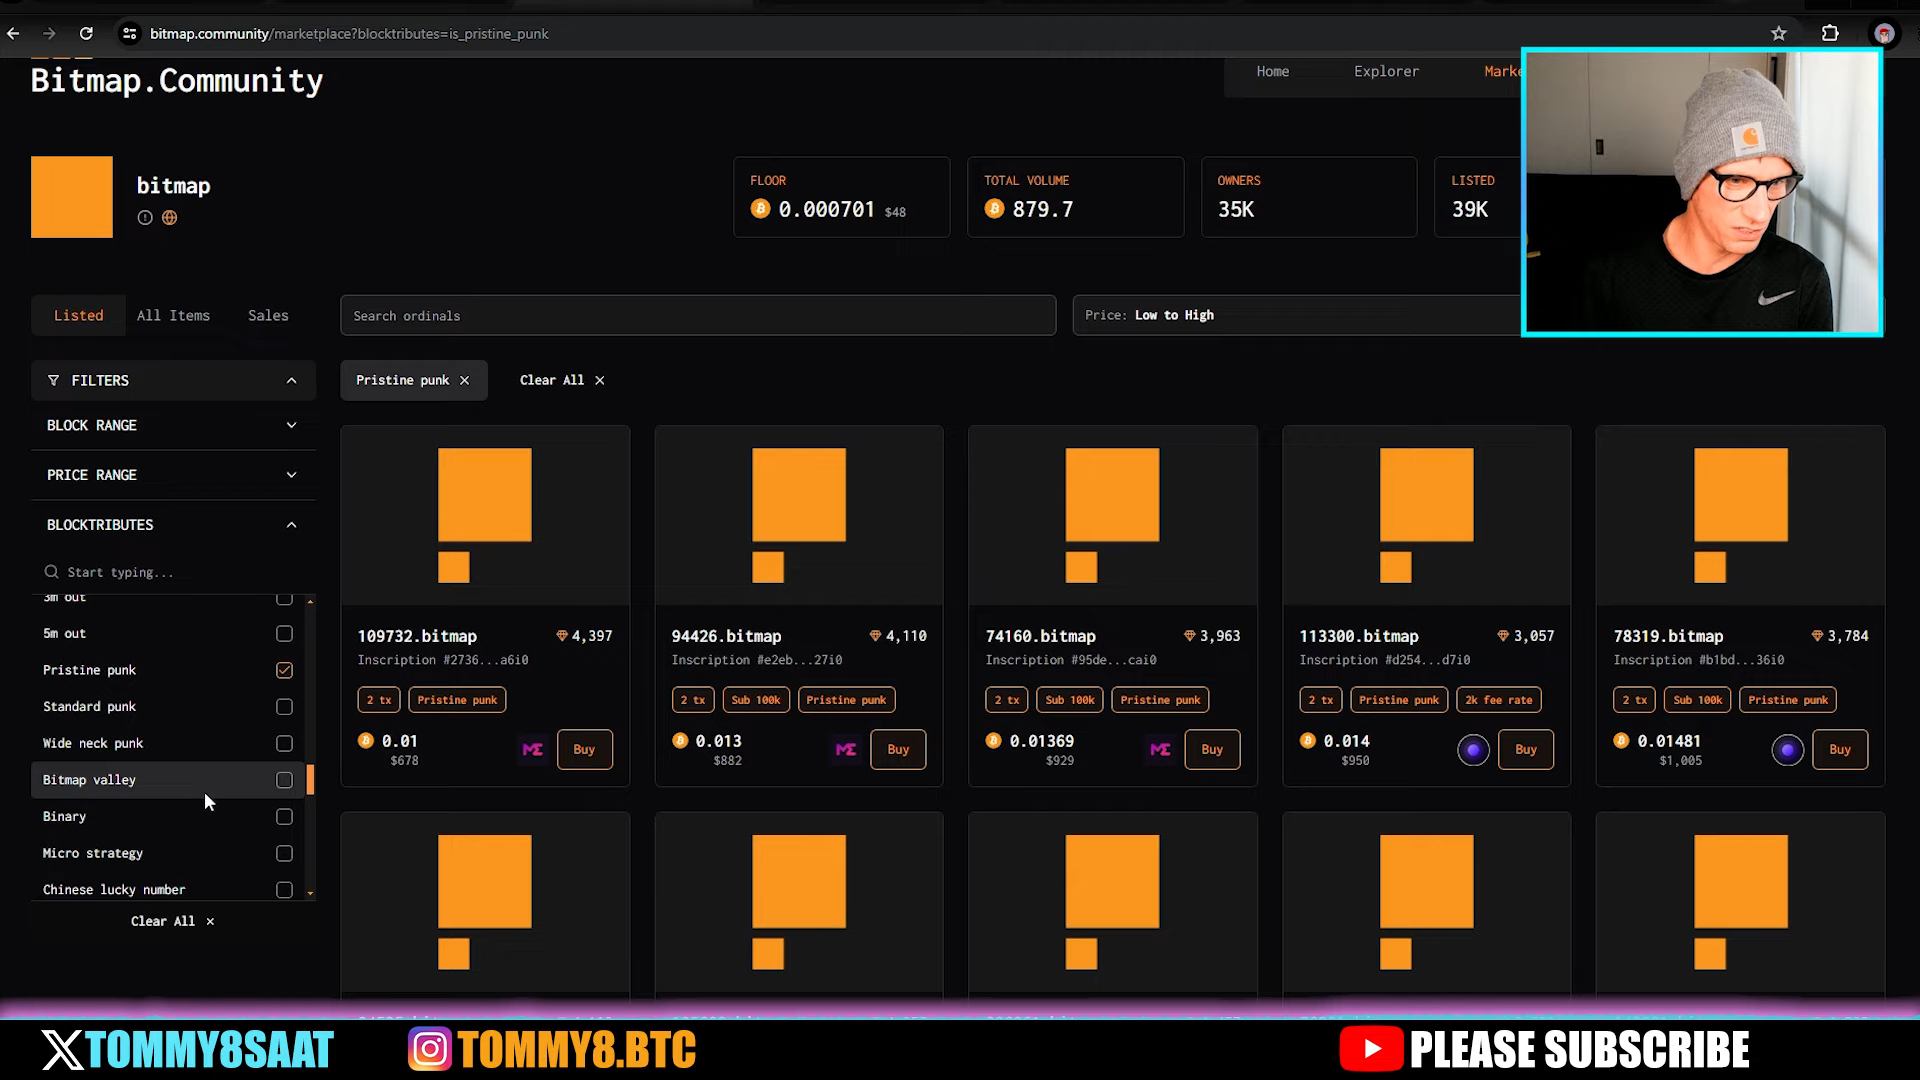 bitmap.community/marketplace?blocktributes=is_pristine_punk
Bitmap.Community
Home Explorer Marke
bitmap
FLOOR
0.000701 $48
TOTAL VOLUME
879.7
OWNERS
35K
LISTED
39K
Listed All Items Sales
Search ordinals
Price: Low to High
FILTERS
Pristine punk × Clear All ×
BLOCK RANGE
PRICE RANGE
BLOCKTRIBUTES
Start typing...
3m out
5m out
Pristine punk
Standard punk
Wide neck punk
Bitmap valley
Binary
Micro strategy
Chinese lucky number
Clear All ×
109732.bitmap 4,397
Inscription #2736...a6i0
2 tx Pristine punk
0.01
$678
ME Buy
94426.bitmap 4,110
Inscription #e2eb...27i0
2 tx Sub 100k Pristine punk
0.013
$882
ME Buy
74160.bitmap 3,963
Inscription #95de...cai0
2 tx Sub 100k Pristine punk
0.01369
$929
ME Buy
113300.bitmap 3,057
Inscription #d254...d7i0
2 tx Pristine punk 2k fee rate
0.014
$950
Buy
78319.bitmap 3,784
Inscription #b1bd...36i0
2 tx Sub 100k Pristine punk
0.01481
$1,005
Buy
XTOMMY8SAAT
TOMMY8.BTC
PLEASE SUBSCRIBE